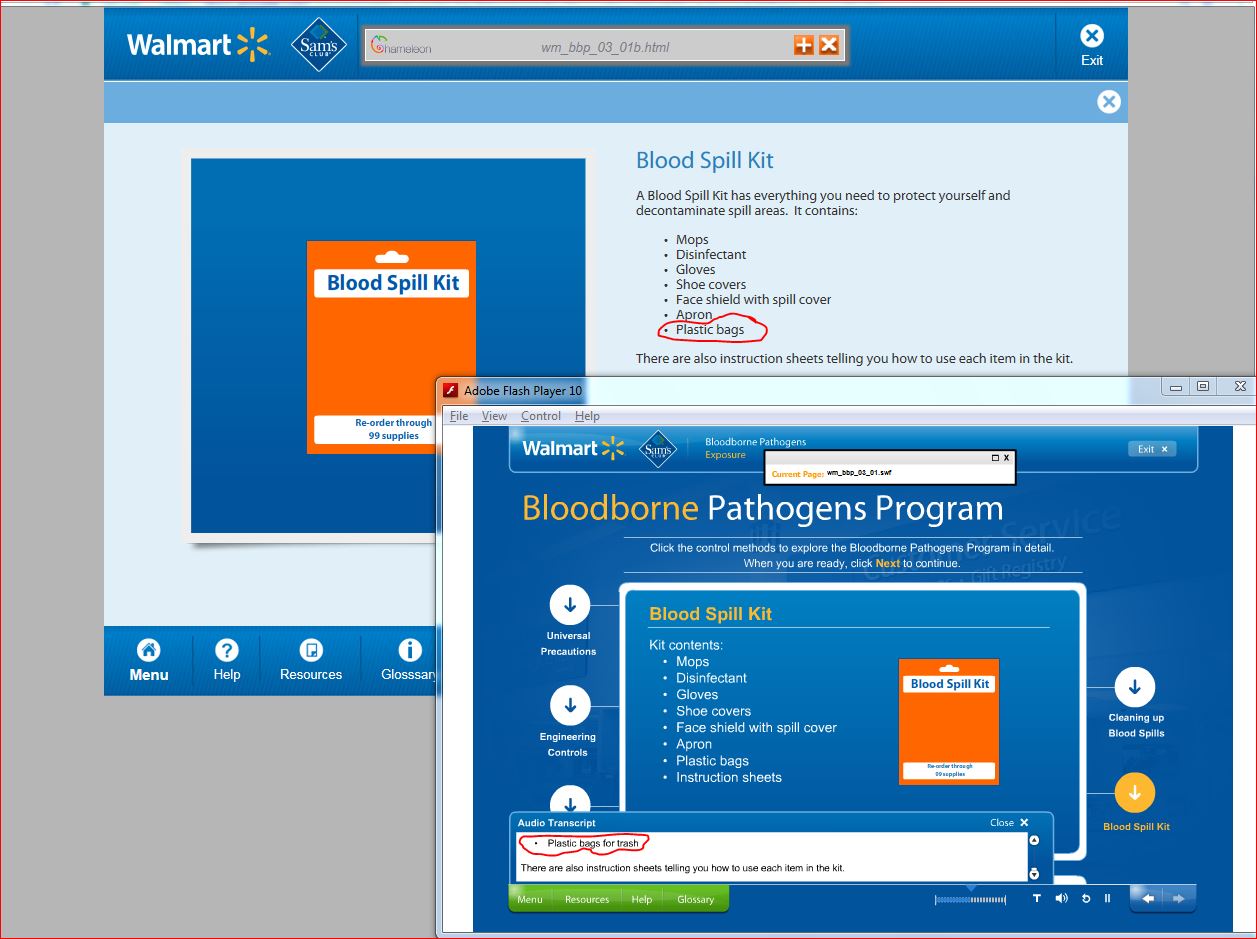 Walmart
Sam's
CLUB
Chameleon
wm_bbp_03_01b.html
Exit
Blood Spill Kit
A Blood Spill Kit has everything you need to protect yourself and
decontaminate spill areas. It contains:
• Mops
• Disinfectant
• Gloves
• Shoe covers
• Face shield with spill cover
• Apron
• Plastic bags
There are also instruction sheets telling you how to use each item in the kit.
Blood Spill Kit
Re-order through
99 supplies
Menu
Help
Resources
Glosssary
Adobe Flash Player 10
File View Control Help
Walmart
Sam's
CLUB
Bloodborne Pathogens
Exposure
Exit ×
Current Page: wm_bbp_03_01.swf
Bloodborne Pathogens Program
Customer Service
Gift Registry
Click the control methods to explore the Bloodborne Pathogens Program in detail.
When you are ready, click Next to continue.
Universal
Precautions
Engineering
Controls
Blood Spill Kit
Kit contents:
• Mops
• Disinfectant
• Gloves
• Shoe covers
• Face shield with spill cover
• Apron
• Plastic bags
• Instruction sheets
Blood Spill Kit
Re-order through
99 supplies
Cleaning up
Blood Spills
Blood Spill Kit
Audio Transcript
Close ×
• Plastic bags for trash
There are also instruction sheets telling you how to use each item in the kit.
Menu Resources Help Glossary
T